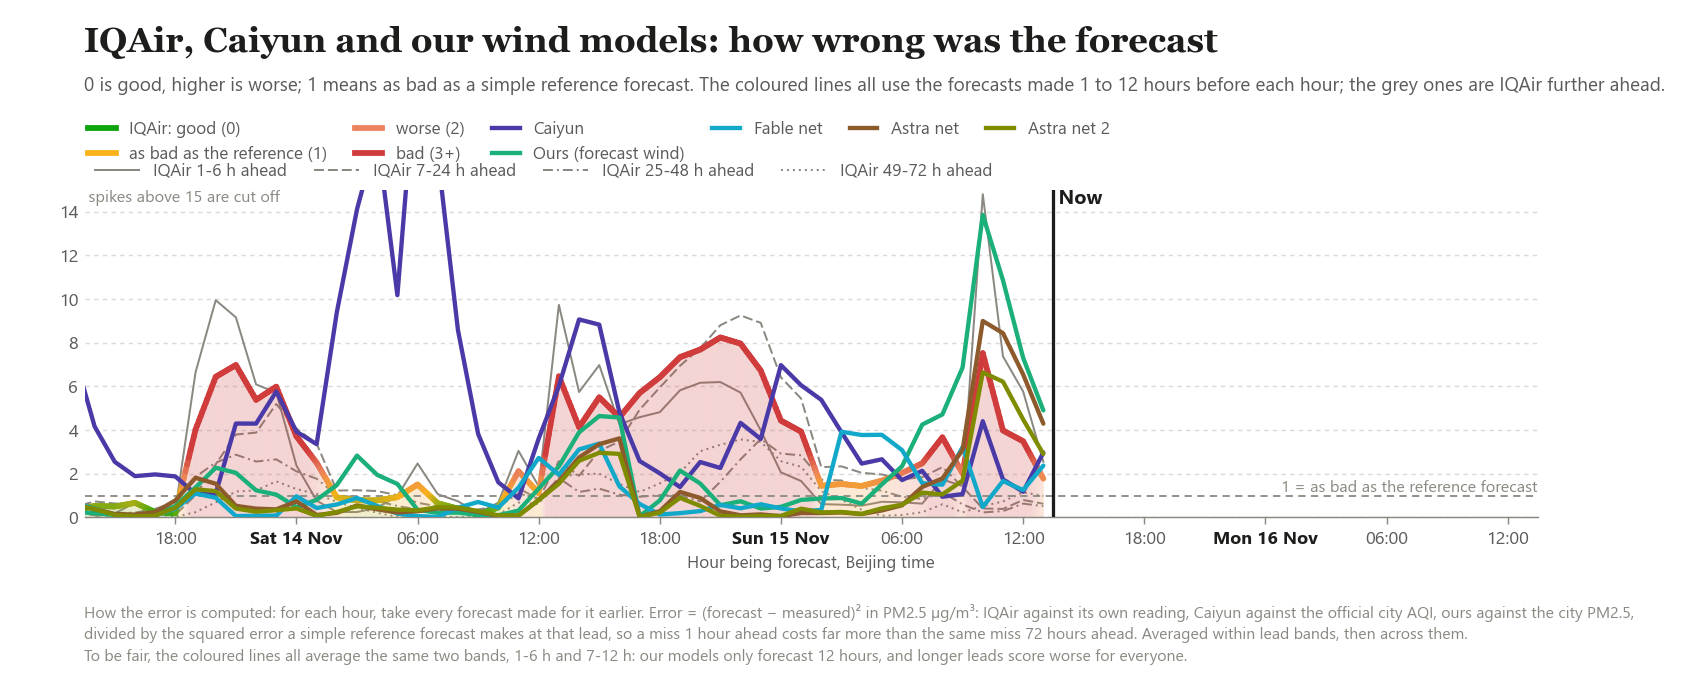 IQAir, Caiyun and our wind models: how wrong was the forecast
0 is good, higher is worse; 1 means as bad as a simple reference forecast. The coloured lines all use the forecasts made 1 to 12 hours before each hour; the grey ones are IQAir further ahead.
IQAir: good (0) worse (2) Caiyun Fable net Astra net Astra net 2
as bad as the reference (1) bad (3+) Ours (forecast wind)
IQAir 1-6 h ahead IQAir 7-24 h ahead IQAir 25-48 h ahead IQAir 49-72 h ahead
spikes above 15 are cut off
Now
14
12
10
8
6
4
2
0
1 = as bad as the reference forecast
18:00 Sat 14 Nov 06:00 12:00 18:00 Sun 15 Nov 06:00 12:00 18:00 Mon 16 Nov 06:00 12:00
Hour being forecast, Beijing time
How the error is computed: for each hour, take every forecast made for it earlier. Error = (forecast − measured)² in PM2.5 µg/m³: IQAir against its own reading, Caiyun against the official city AQI, ours against the city PM2.5,
divided by the squared error a simple reference forecast makes at that lead, so a miss 1 hour ahead costs far more than the same miss 72 hours ahead. Averaged within lead bands, then across them.
To be fair, the coloured lines all average the same two bands, 1-6 h and 7-12 h: our models only forecast 12 hours, and longer leads score worse for everyone.